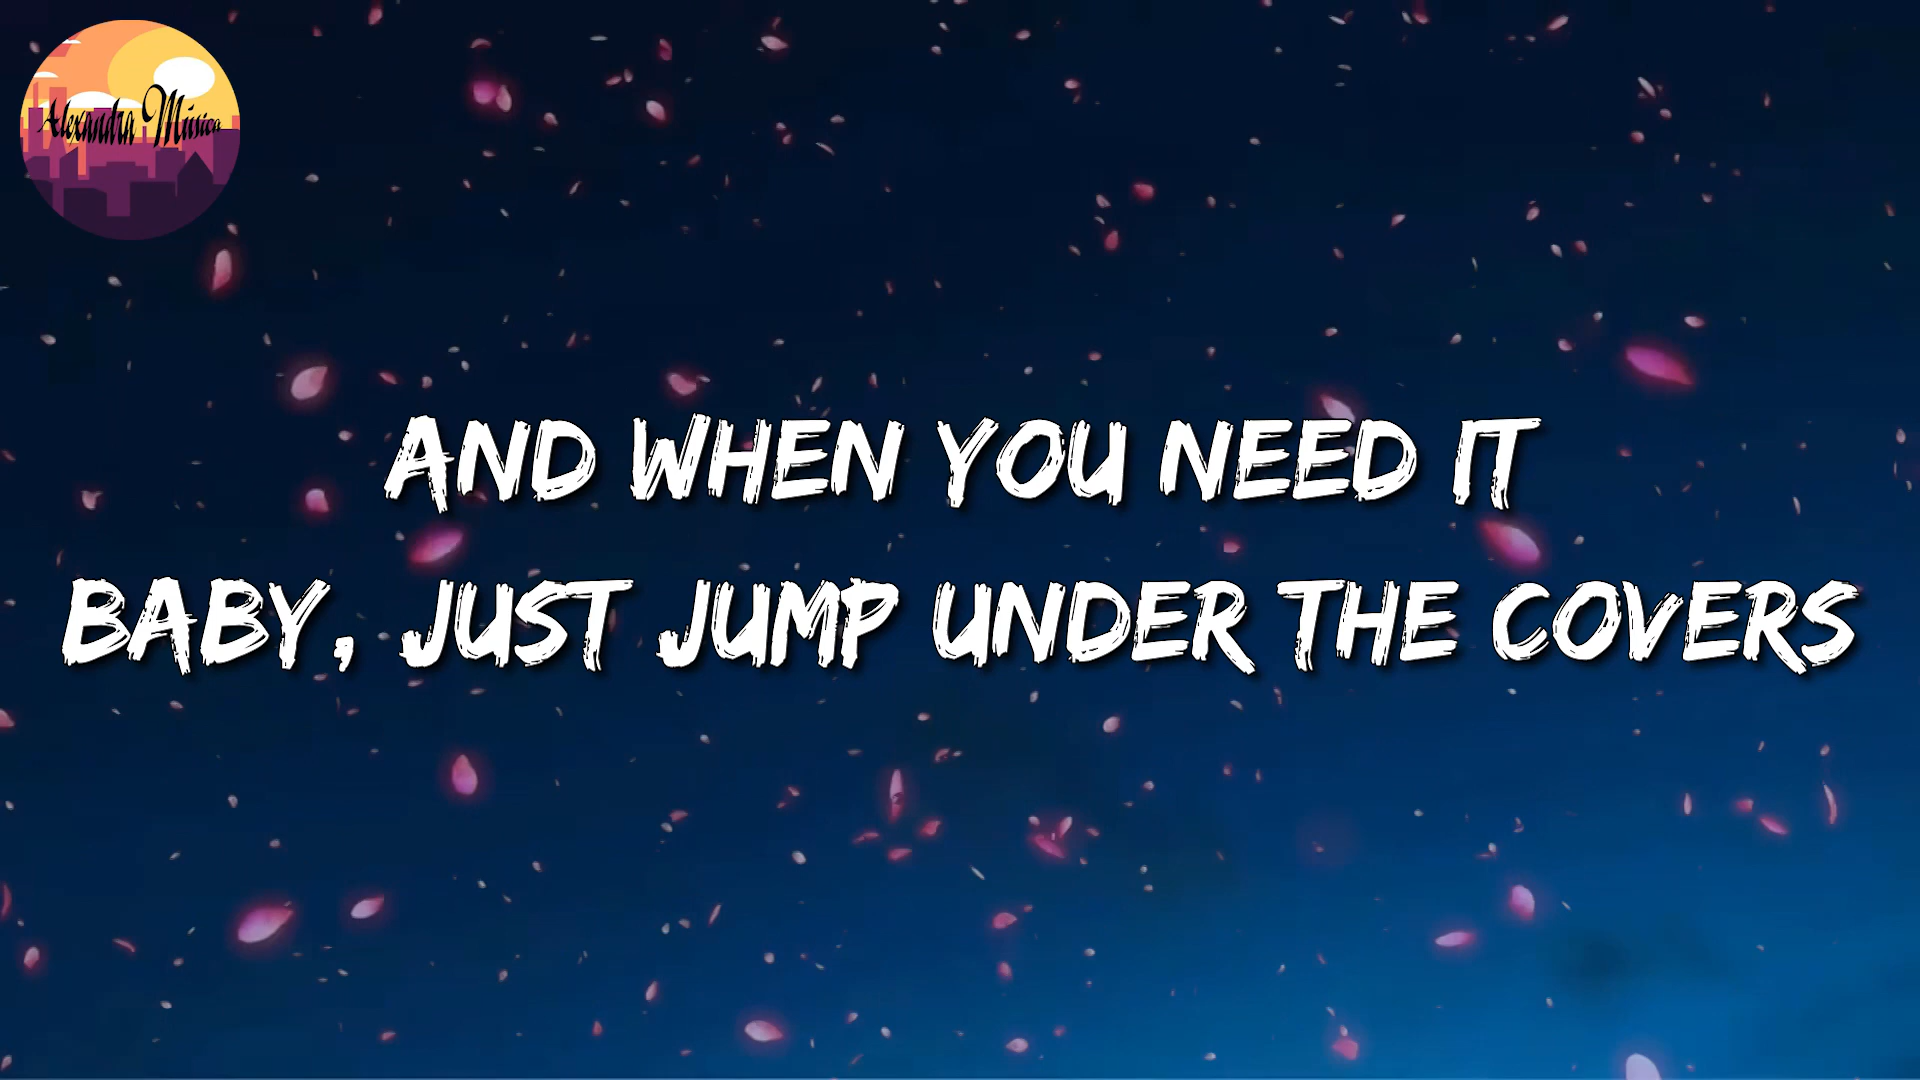 Alexandra Música
AND WHEN YOU NEED IT
BABY, JUST JUMP UNDER THE COVERS